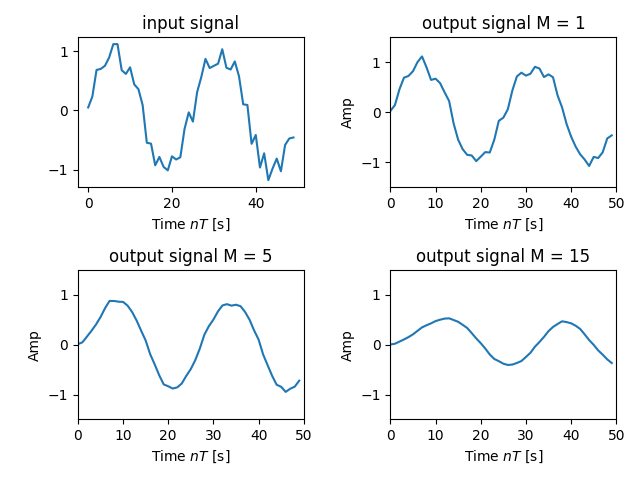 input signal
1
0
−1
0 20 40
Time nT [s]
output signal M = 1
Amp
1
0
−1
0 10 20 30 40 50
Time nT [s]
output signal M = 5
Amp
1
0
−1
0 10 20 30 40 50
Time nT [s]
output signal M = 15
Amp
1
0
−1
0 10 20 30 40 50
Time nT [s]